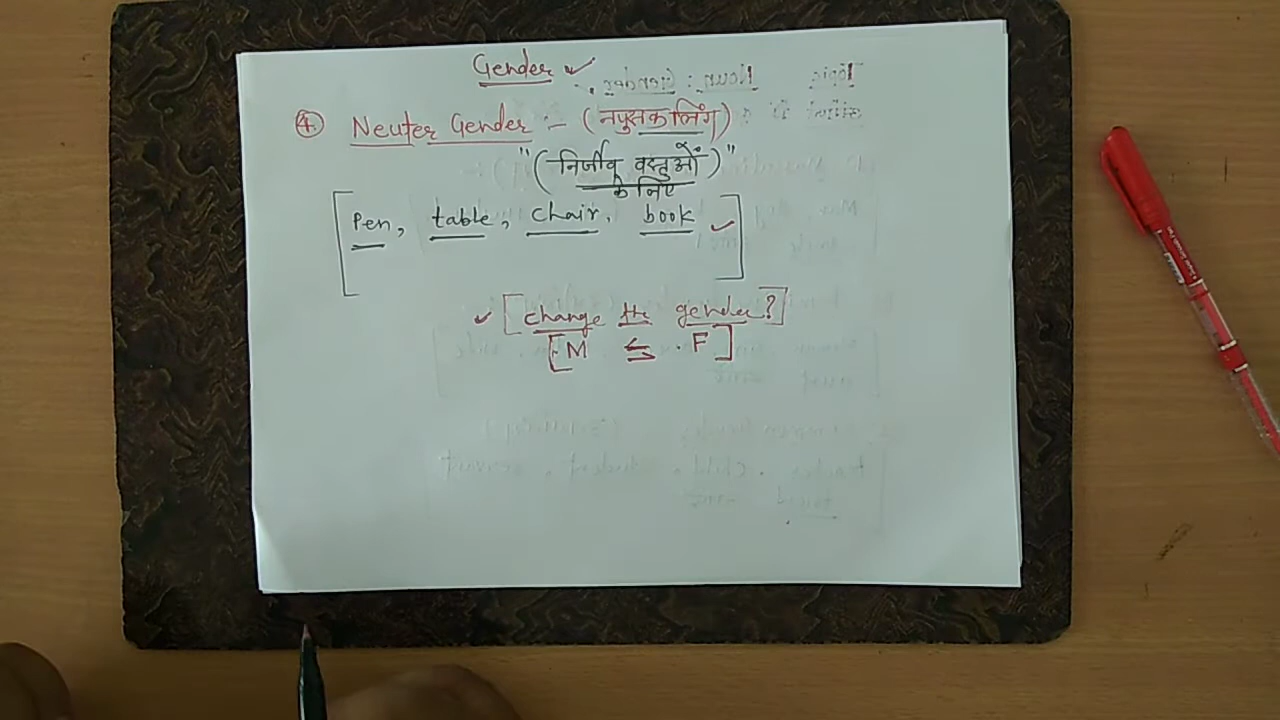 Gender ✓
④ Neuter Gender :- (नपुसकलिंग)
"(निर्जीव वस्तुओं)"
के लिए
[Pen, table, chair, book ✓]
✓ [change the gender?]
[M ⇆ F]